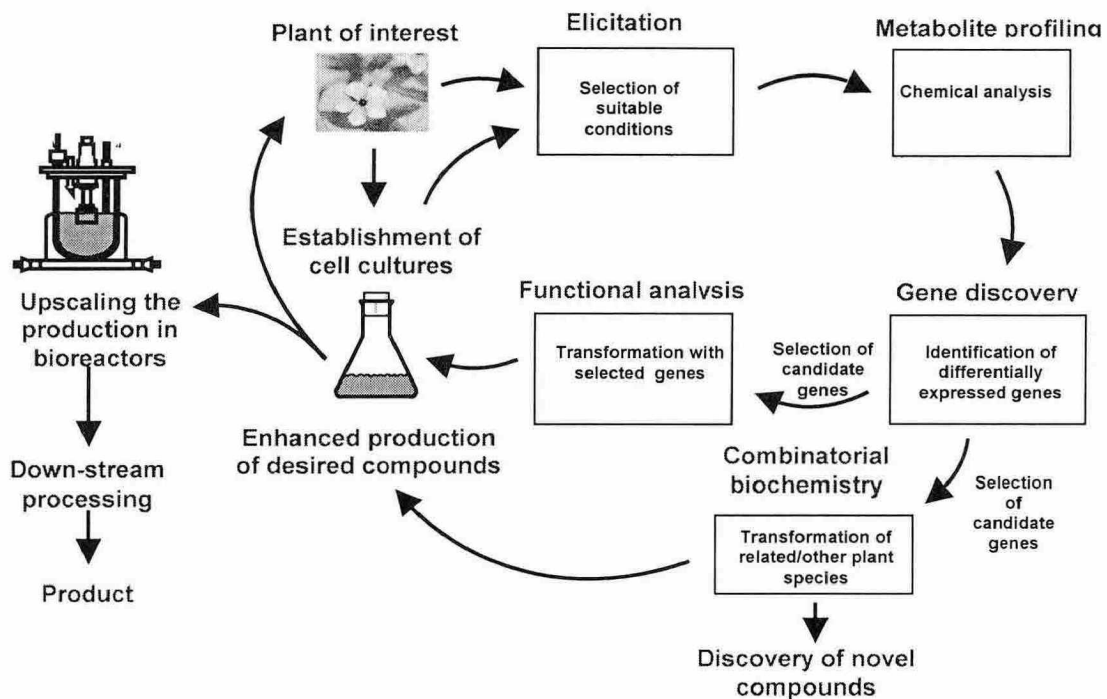 Plant of interest
Elicitation
Selection of
suitable
conditions
Metabolite profiling
Chemical analysis
Establishment of
cell cultures
Upscaling the
production in
bioreactors
Functional analysis
Transformation with
selected genes
Selection of
candidate
genes
Gene discovery
Identification of
differentially
expressed genes
Enhanced production
of desired compounds
Combinatorial
biochemistry
Selection
of
candidate
genes
Down-stream
processing
Transformation of
related/other plant
species
Product
Discovery of novel
compounds